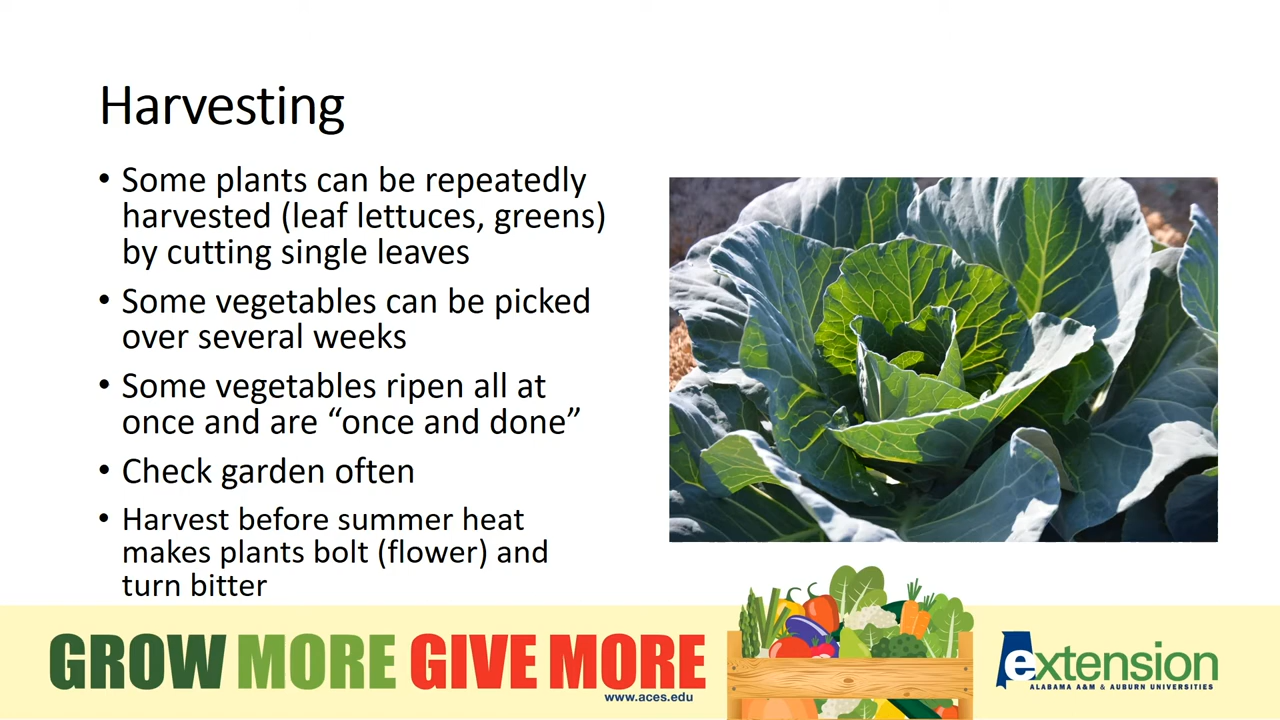 Harvesting
• Some plants can be repeatedly
harvested (leaf lettuces, greens)
by cutting single leaves
• Some vegetables can be picked
over several weeks
• Some vegetables ripen all at
once and are “once and done”
• Check garden often
• Harvest before summer heat
makes plants bolt (flower) and
turn bitter
GROW MORE GIVE MORE
www.aces.edu
extension
ALABAMA A&M & AUBURN UNIVERSITIES